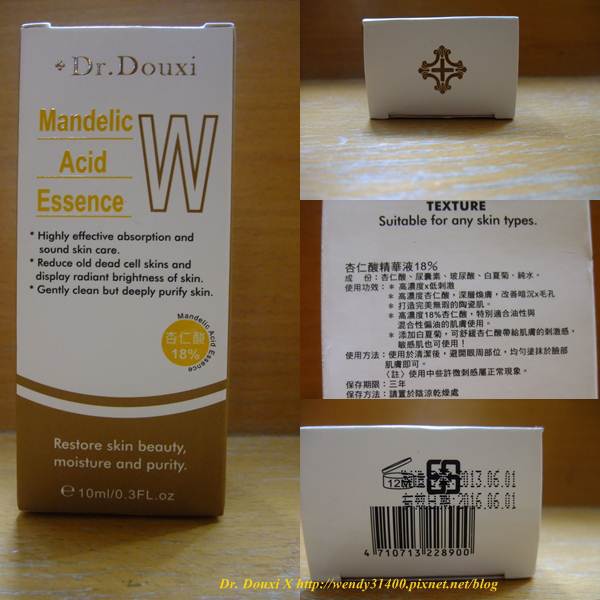 Dr.Douxi
Mandelic
Acid
Essence
W
* Highly effective absorption and
sound skin care.
* Reduce old dead cell skins and
display radiant brightness of skin.
* Gently clean but deeply purify skin.
Mandelic Acid Essence
杏仁酸
18%
Restore skin beauty,
moisture and purity.
e 10ml/0.3FL.oz
TEXTURE
Suitable for any skin types.
杏仁酸精華液18%
成 份：杏仁酸、尿囊素、玻尿酸、白夏菊、純水。
使用功效：* 高濃度x低刺激
* 高濃度杏仁酸，深層煥膚，改善暗沉x毛孔
* 打造完美無瑕的陶瓷肌。
* 高濃度18%杏仁酸，特別適合油性與
混合性偏油的肌膚使用。
* 添加白夏菊，可舒緩杏仁酸帶給肌膚的刺激感，
敏感肌也可使用！
使用方法：使用於清潔後，避開眼周部位，均勻塗抹於臉部
肌膚即可。
〈註〉使用中些許微刺感屬正常現象。
保存期限：三年
保存方法：請置於陰涼乾燥處
12M
製造日期:2013.06.01
有效日期:2016.06.01
4 710713 228900
Dr. Douxi X http://wendy31400.pixnet.net/blog